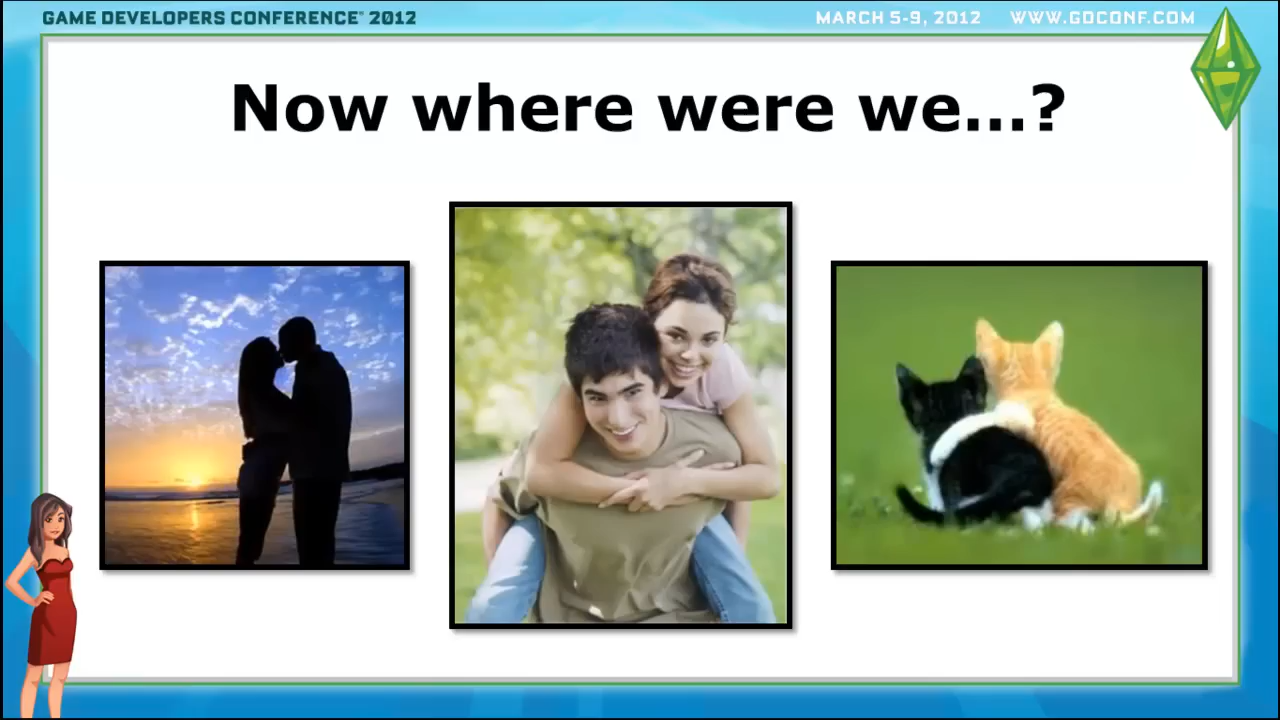 GAME DEVELOPERS CONFERENCE® 2012
MARCH 5-9, 2012 WWW.GDCONF.COM
Now where were we...?